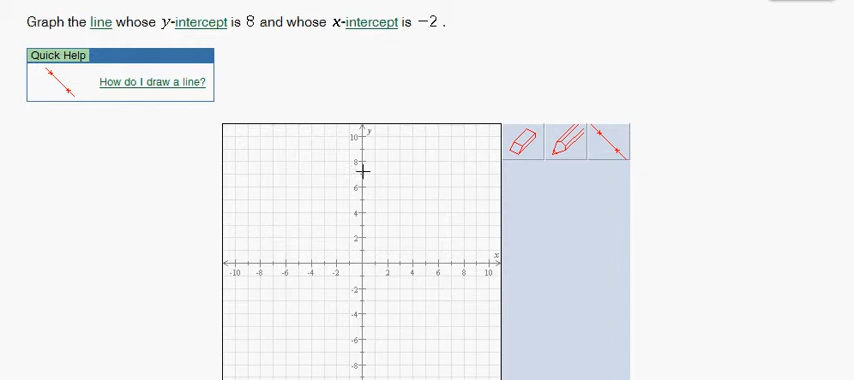 Graph the line whose y-intercept is 8 and whose x-intercept is −2 .
Quick Help
How do I draw a line?
y
10
8
6
4
2
x
-10 -8 -6 -4 -2 2 4 6 8 10
-2
-4
-6
-8